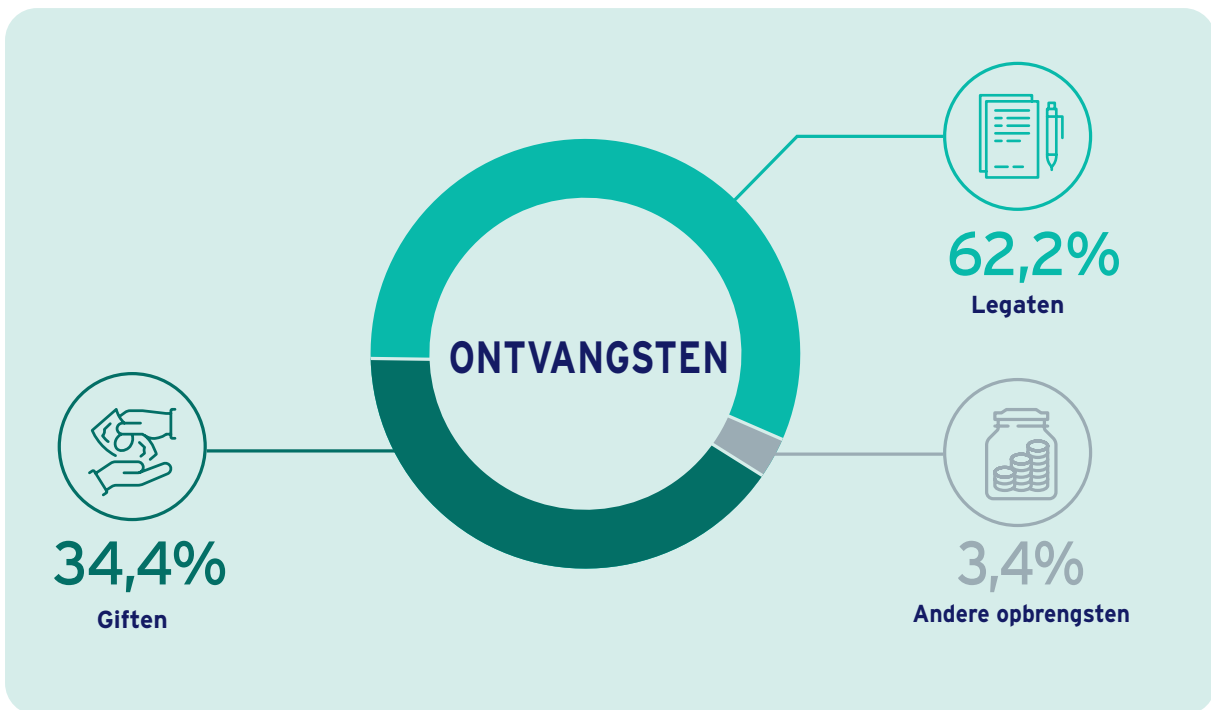 62,2%
Legaten
ONTVANGSTEN
34,4%
Giften
3,4%
Andere opbrengsten